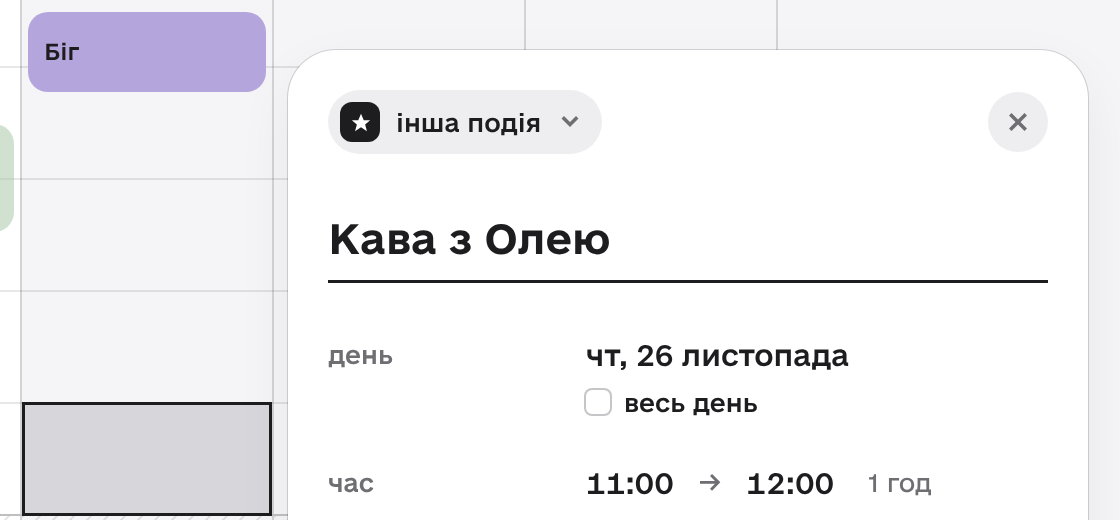 Біг
інша подія
Кава з Олею
день
чт, 26 листопада
весь день
час
11:00 → 12:00 1 год